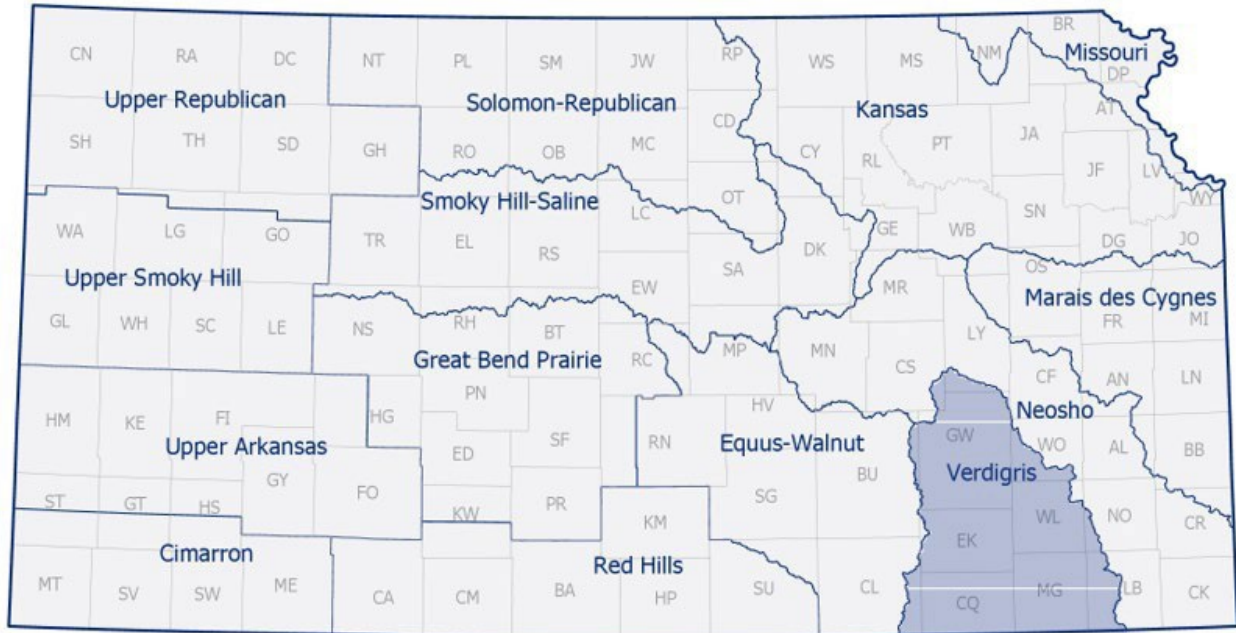 BR
CN RA DC NT PL SM JW RP WS MS NM Missouri
DP
Upper Republican Solomon-Republican Kansas
AT
SH TH SD GH RO OB MC CD CY RL PT JA JF LV
WY
Smoky Hill-Saline
WA LG GO TR EL RS LC OT DK GE WB SN DG JO
Upper Smoky Hill
OS
GL WH SC LE NS RH BT EW SA MR Marais des Cygnes
FR MI
Great Bend Prairie
RC MP MN CS LY CF AN LN
HM KE FI HG PN HV Neosho
Upper Arkansas
ED SF RN Equus-Walnut GW WO AL BB
Verdigris
GY FO BU
ST GT HS KW PR SG WL NO CR
KM
Cimarron Red Hills
EK
MT SV SW ME CA CM BA HP SU CL CQ MG LB CK